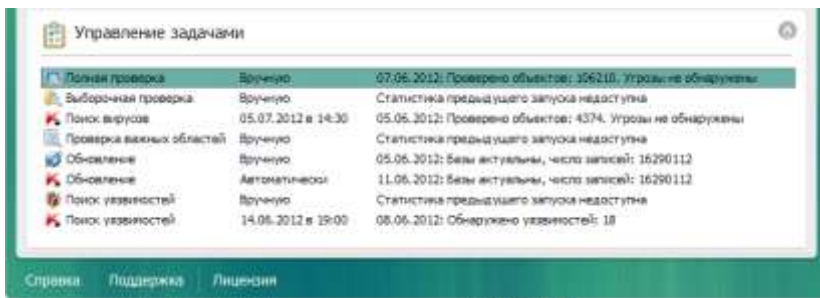 Управление задачами
Полная проверка Вручную 07.06.2012: Проверено объектов: 106210. Угрозы не обнаружены
Выборочная проверка Вручную Статистика предыдущего запуска недоступна
Поиск вирусов 05.07.2012 в 14:30 05.06.2012: Проверено объектов: 4374. Угрозы не обнаружены
Проверка важных областей Вручную Статистика предыдущего запуска недоступна
Обновление Вручную 05.06.2012: Базы актуальны, число записей: 16290112
Обновление Автоматически 11.06.2012: Базы актуальны, число записей: 16290112
Поиск уязвимостей Вручную Статистика предыдущего запуска недоступна
Поиск уязвимостей 14.06.2012 в 19:00 08.06.2012: Обнаружено уязвимостей: 18
Справка Поддержка Лицензия